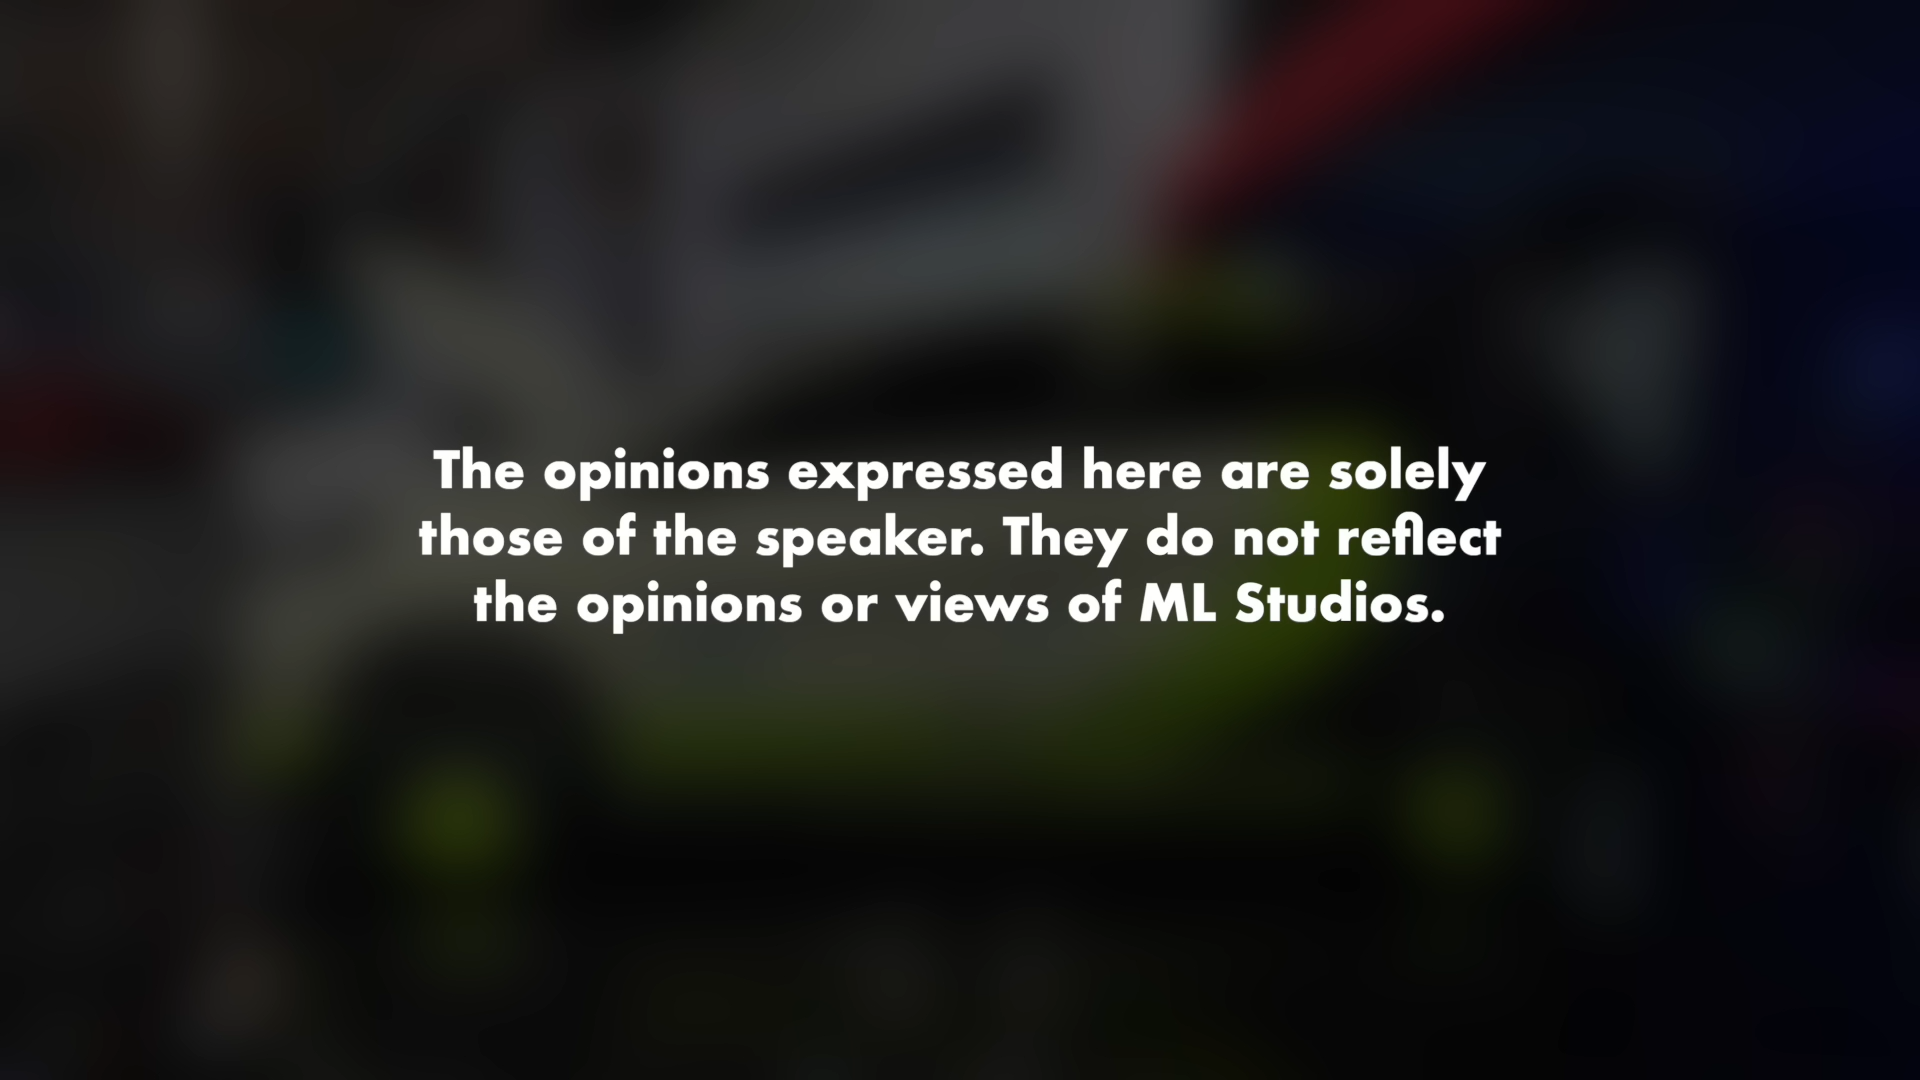 The opinions expressed here are solely
those of the speaker. They do not reflect
the opinions or views of ML Studios.